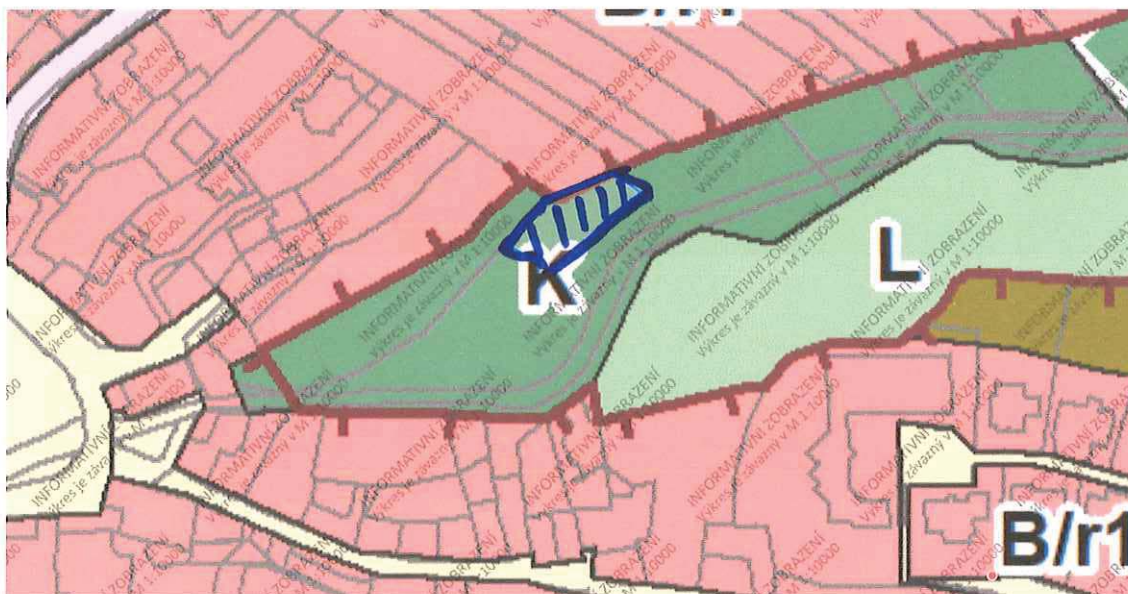 K
L
B/r1
INFORMATIVNÍ ZOBRAZENÍ
Výkres je závazný v M 1:10000